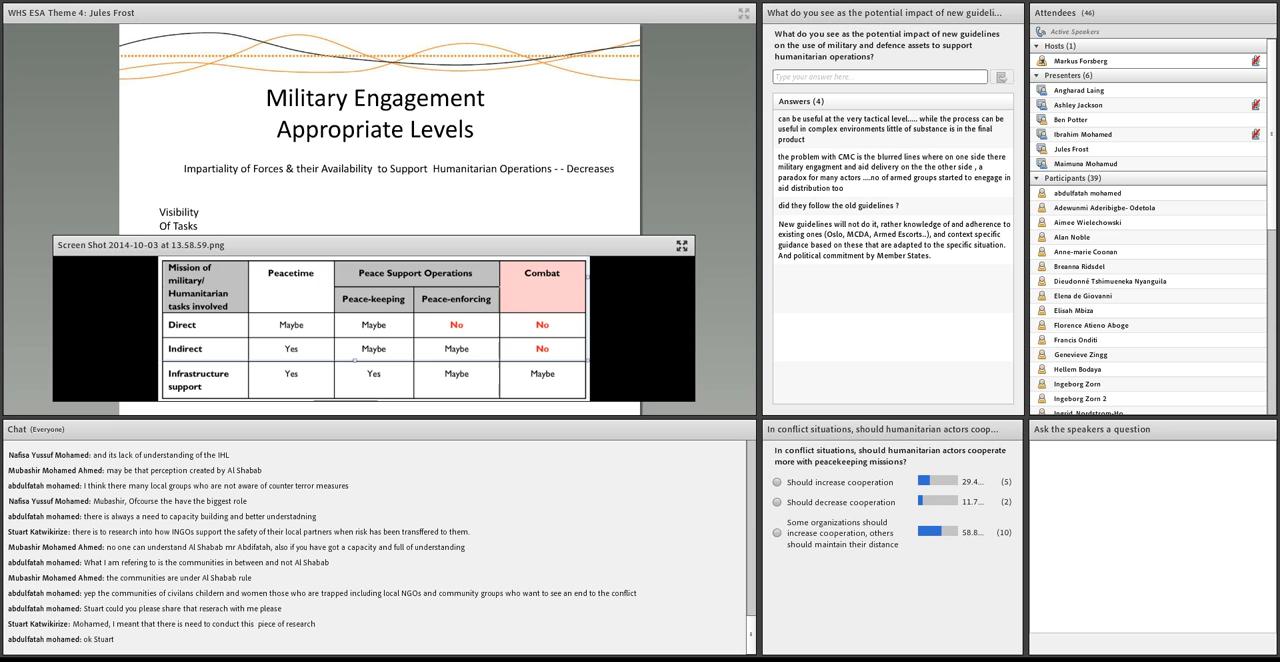 WHS ESA Theme 4: Jules Frost
Military Engagement
Appropriate Levels
Impartiality of Forces & their Availability to Support Humanitarian Operations - - Decreases
Visibility
Of Tasks
Screen Shot 2014-10-03 at 13.58.59.png
Mission of
military/
Humanitarian
tasks involved
Peacetime
Peace Support Operations
Combat
Peace-keeping
Peace-enforcing
Direct
Maybe
Maybe
No
No
Indirect
Yes
Maybe
Maybe
No
Infrastructure
support
Yes
Yes
Maybe
Maybe
What do you see as the potential impact of new guideli...
What do you see as the potential impact of new guidelines
on the use of military and defence assets to support
humanitarian operations?
Type your answer here...
Answers (4)
can be useful at the very tactical level..... while the process can be
useful in complex environments little of substance is in the final
product
the problem with CMC is the blurred lines where on one side there
military engagment and aid delivery on the the other side , a
paradox for many actors ....no of armed groups started to enegage in
aid distribution too
did they follow the old guidelines ?
New guidelines will not do it, rather knowledge of and adherence to
existing ones (Oslo, MCDA, Armed Escorts..), and context specific
guidance based on these that are adapted to the specific situation.
And political commitment by Member States.
Attendees (46)
Active Speakers
Hosts (1)
Markus Forsberg
Presenters (6)
Angharad Laing
Ashley Jackson
Ben Potter
Ibrahim Mohamed
Jules Frost
Maimuna Mohamud
Participants (39)
abdulfatah mohamed
Adewunmi Aderibigbe- Odetola
Aimee Wielechowski
Alan Noble
Anne-marie Coonan
Breanna Ridsdel
Dieudonné Tshimueneka Nyanguila
Elena de Giovanni
Elisah Mbiza
Florence Atieno Aboge
Francis Onditi
Genevieve Zingg
Hellem Bodaya
Ingeborg Zorn
Ingeborg Zorn 2
Ingrid Nordstrom-Ho
Chat (Everyone)
Nafisa Yussuf Mohamed: and its lack of understanding of the IHL
Mubashir Mohamed Ahmed: may be that perception created by Al Shabab
abdulfatah mohamed: I think there many local groups who are not aware of counter terror measures
Nafisa Yussuf Mohamed: Mubashir, Ofcourse the have the biggest role
abdulfatah mohamed: there is always a need to capacity building and better understadning
Stuart Katwikirize: there is to research into how INGOs support the safety of their local partners when risk has been transffered to them.
Mubashir Mohamed Ahmed: no one can understand Al Shabab mr Abdifatah, also if you have got a capacity and full of understanding
abdulfatah mohamed: What I am refering to is the communities in between and not Al Shabab
Mubashir Mohamed Ahmed: the communities are under Al Shabab rule
abdulfatah mohamed: yep the communities of civilans childern and women those who are trapped including local NGOs and community groups who want to see an end to the conflict
abdulfatah mohamed: Stuart could you please share that reserach with me please
Stuart Katwikirize: Mohamed, I meant that there is need to conduct this piece of research
abdulfatah mohamed: ok Stuart
In conflict situations, should humanitarian actors coop...
In conflict situations, should humanitarian actors cooperate
more with peacekeeping missions?
Should increase cooperation 29.4... (5)
Should decrease cooperation 11.7... (2)
Some organizations should
increase cooperation, others 58.8... (10)
should maintain their distance
Ask the speakers a question